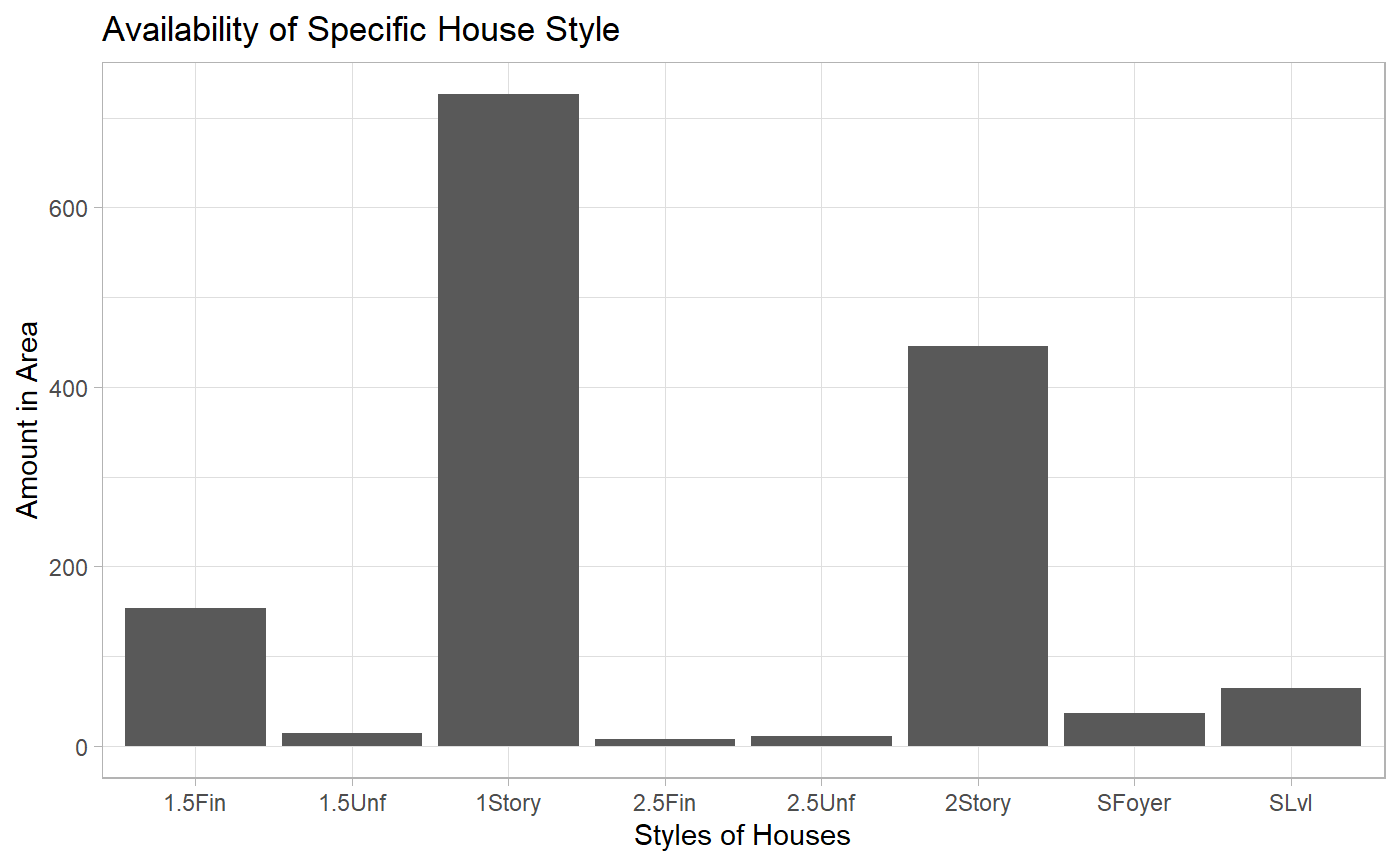 Availability of Specific House Style
Amount in Area
600
400
200
0
1.5Fin 1.5Unf 1Story 2.5Fin 2.5Unf 2Story SFoyer SLvl
Styles of Houses